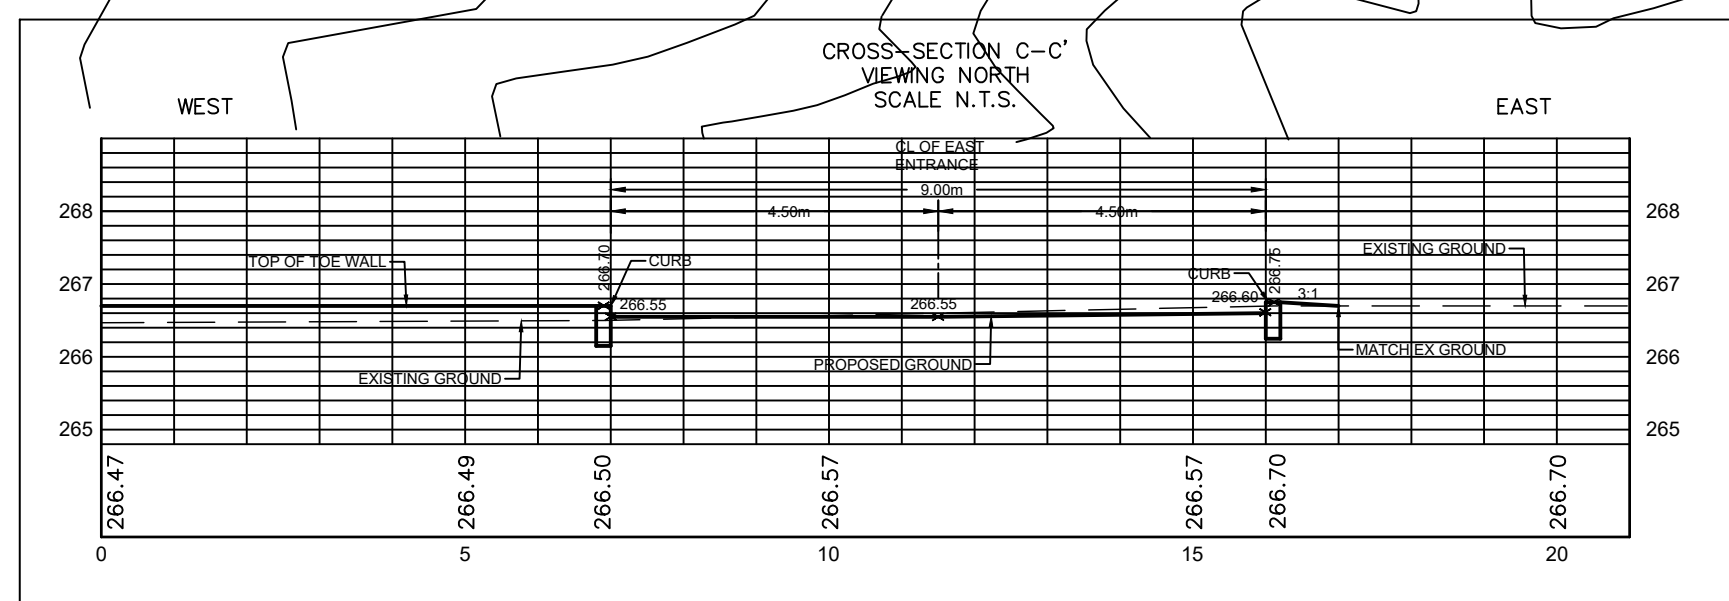 CROSS-SECTION C-C'
VIEWING NORTH
SCALE N.T.S.
WEST
EAST
CL OF EAST
ENTRANCE
9.00m
4.50m
4.50m
268
268
EXISTING GROUND
TOP OF TOE WALL
266.70
CURB
CURB
266.75
267
267
266.55
266.55
266.60
3:1
266
266
PROPOSED GROUND
MATCH EX GROUND
EXISTING GROUND
265
265
266.47
266.49
266.50
266.57
266.57
266.70
266.70
0
5
10
15
20